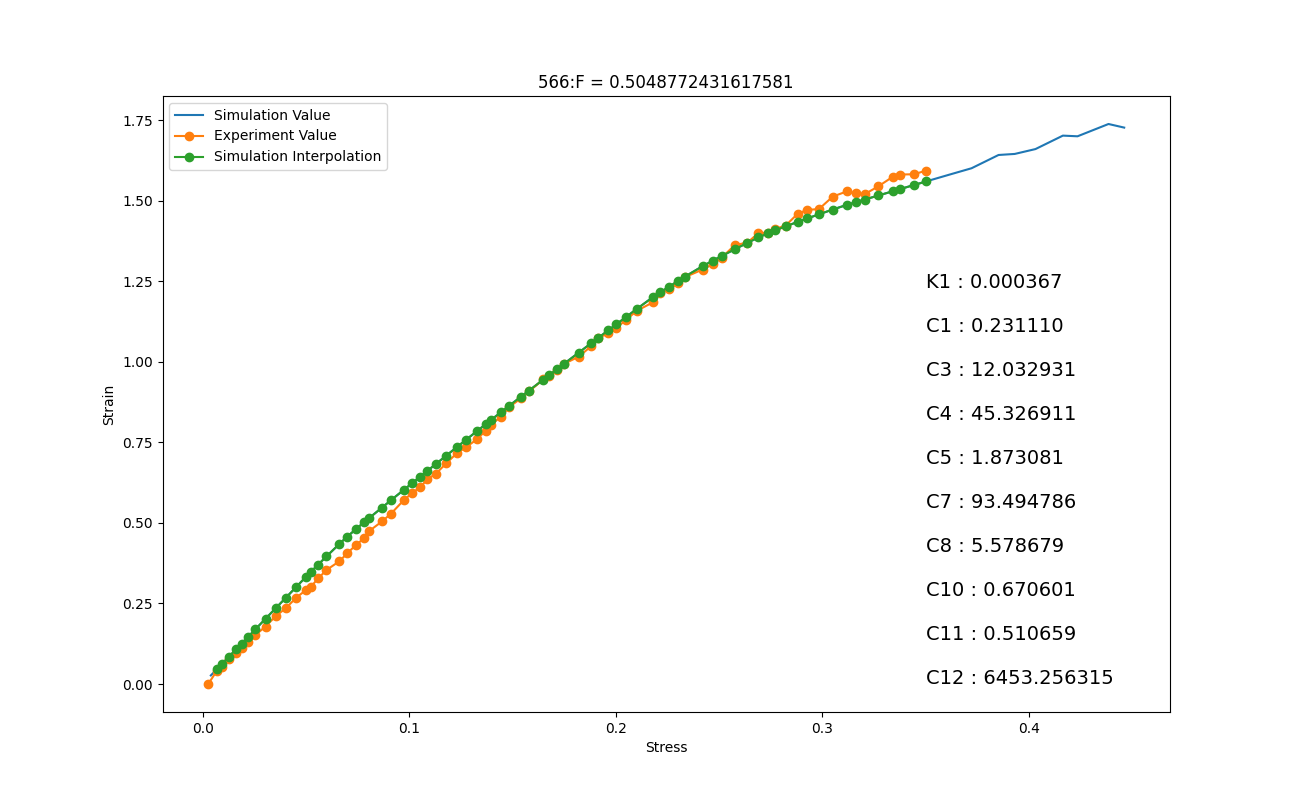 566:F = 0.5048772431617581
Simulation Value
Experiment Value
Simulation Interpolation
1.75
1.50
1.25
1.00
0.75
0.50
0.25
0.00
Strain
K1 : 0.000367
C1 : 0.231110
C3 : 12.032931
C4 : 45.326911
C5 : 1.873081
C7 : 93.494786
C8 : 5.578679
C10 : 0.670601
C11 : 0.510659
C12 : 6453.256315
0.0 0.1 0.2 0.3 0.4
Stress